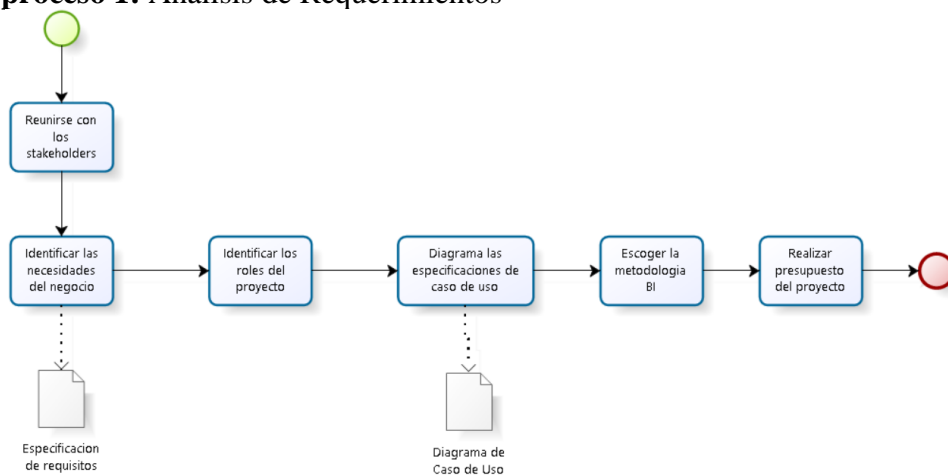 proceso 1: Análisis de Requerimientos
Reunirse con
los
stakeholders
Identificar las
necesidades
del negocio
Identificar los
roles del
proyecto
Diagrama las
especificaciones de
caso de uso
Escoger la
metodologia
BI
Realizar
presupuesto
del proyecto
Especificacion
de requisitos
Diagrama de
Caso de Uso